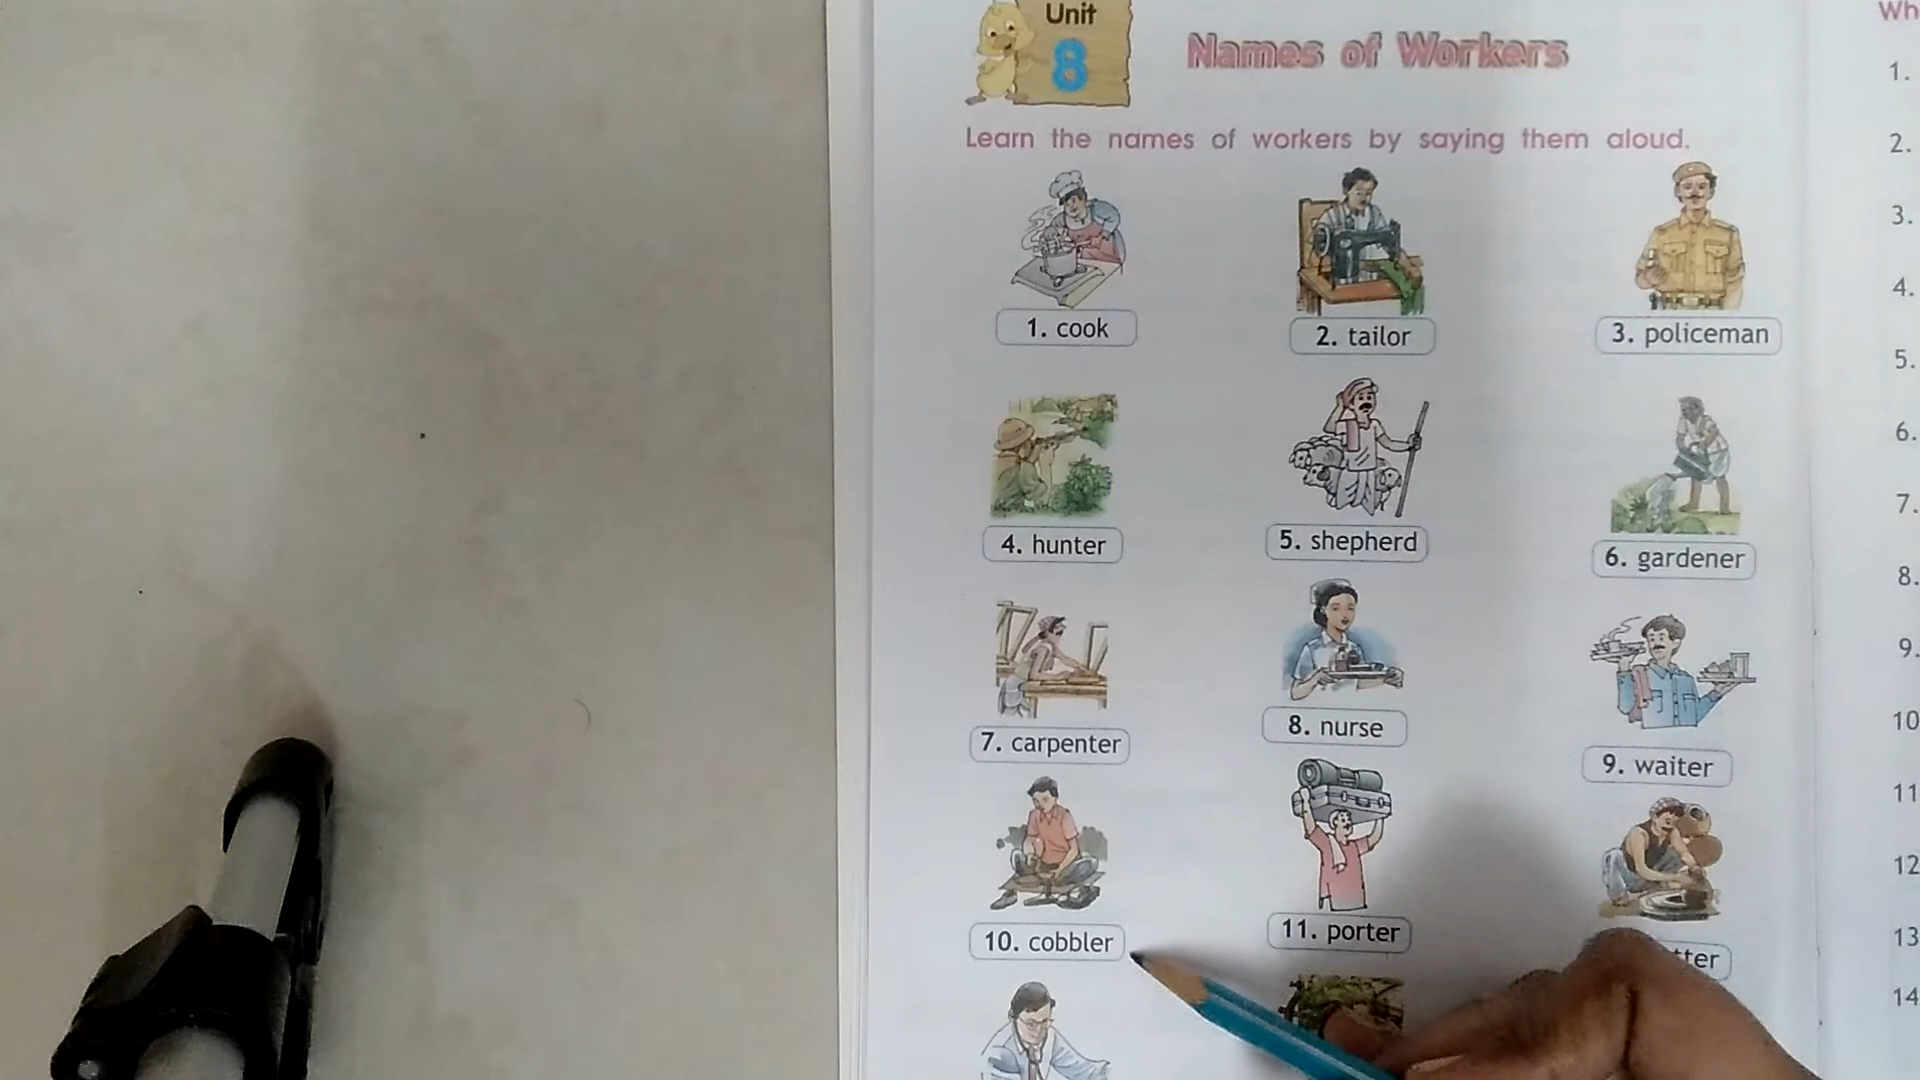 Unit
8
Names of Workers
Learn the names of workers by saying them aloud.
1. cook
2. tailor
3. policeman
4. hunter
5. shepherd
6. gardener
7. carpenter
8. nurse
9. waiter
10. cobbler
11. porter
Wh
1.
2.
3.
4.
5.
6.
7.
8.
9.
10
11
12
13
14